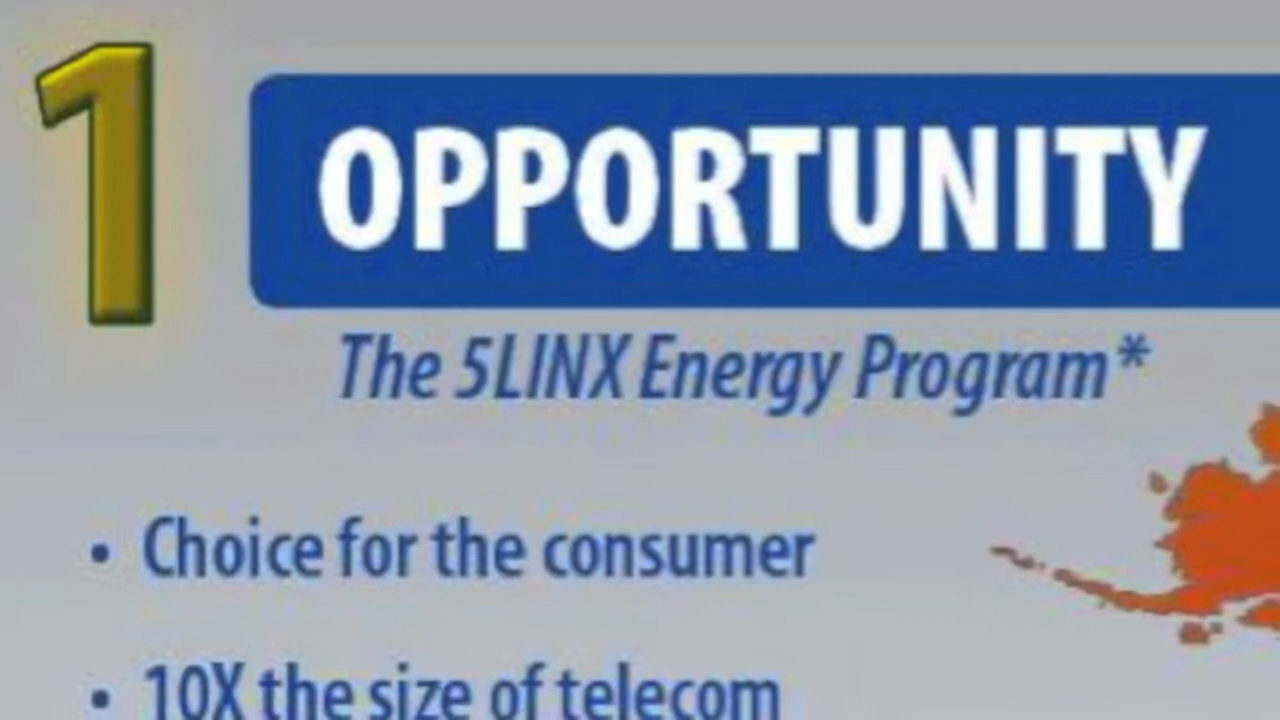 1 OPPORTUNITY
The 5LINX Energy Program*
• Choice for the consumer
• 10X the size of telecom